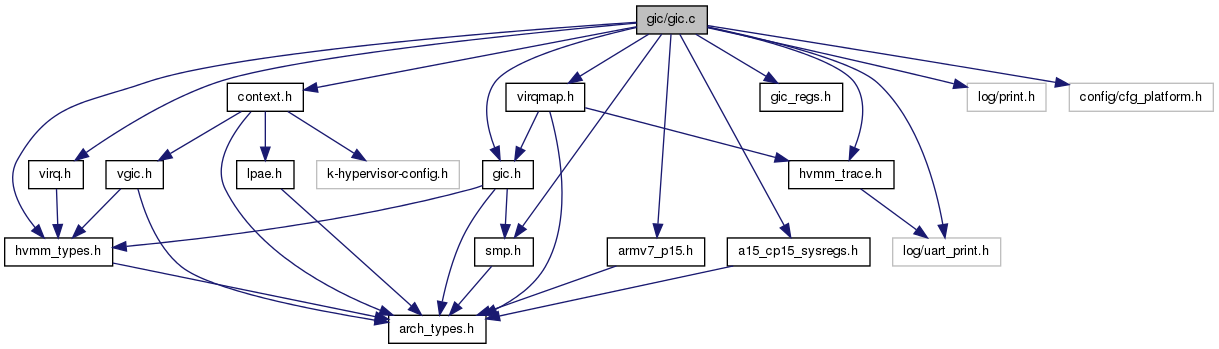 gic/gic.c
context.h
virqmap.h
gic_regs.h
log/print.h
config/cfg_platform.h
virq.h
vgic.h
lpae.h
k-hypervisor-config.h
gic.h
hvmm_trace.h
hvmm_types.h
smp.h
armv7_p15.h
a15_cp15_sysregs.h
log/uart_print.h
arch_types.h